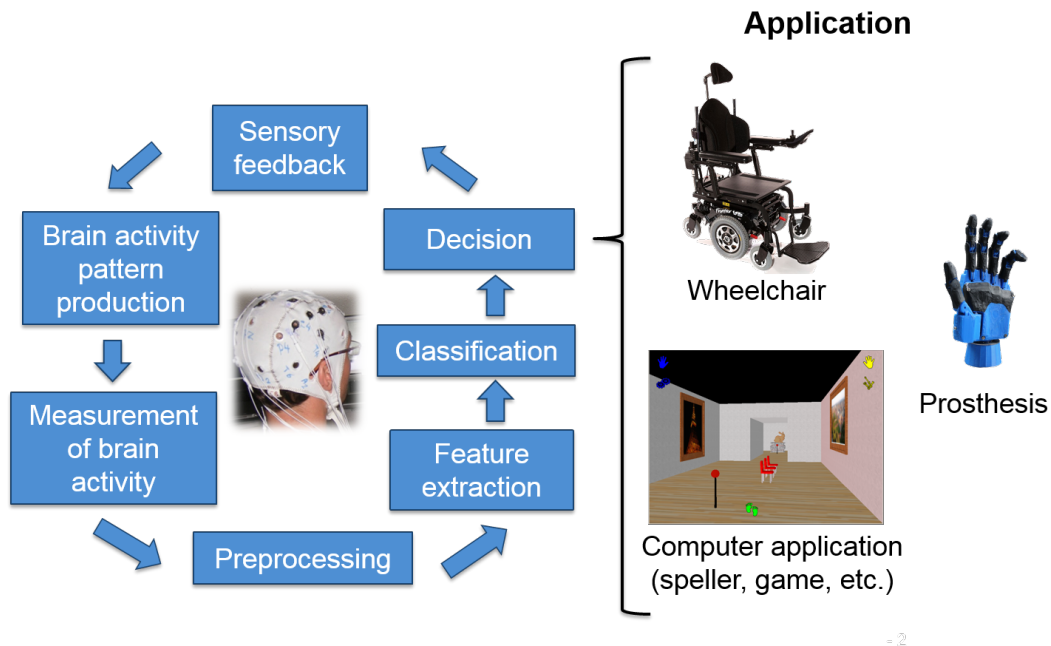 Application
Sensory
feedback
Brain activity
pattern
production
Decision
Wheelchair
Classification
Measurement
of brain
activity
Feature
extraction
Prosthesis
Preprocessing
Computer application
(speller, game, etc.)
- 2